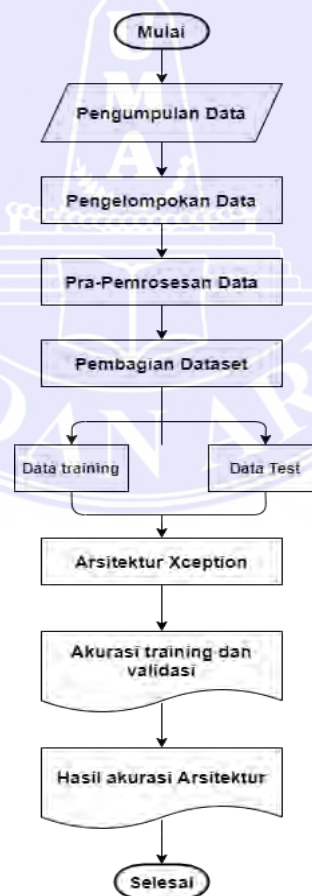 Mulai
Pengumpulan Data
Pengelompokan Data
Pra-Pemrosesan Data
Pembagian Dataset
Data training
Data Test
Arsitektur Xception
Akurasi training dan
validasi
Hasil akurasi Arsitektur
Selesai